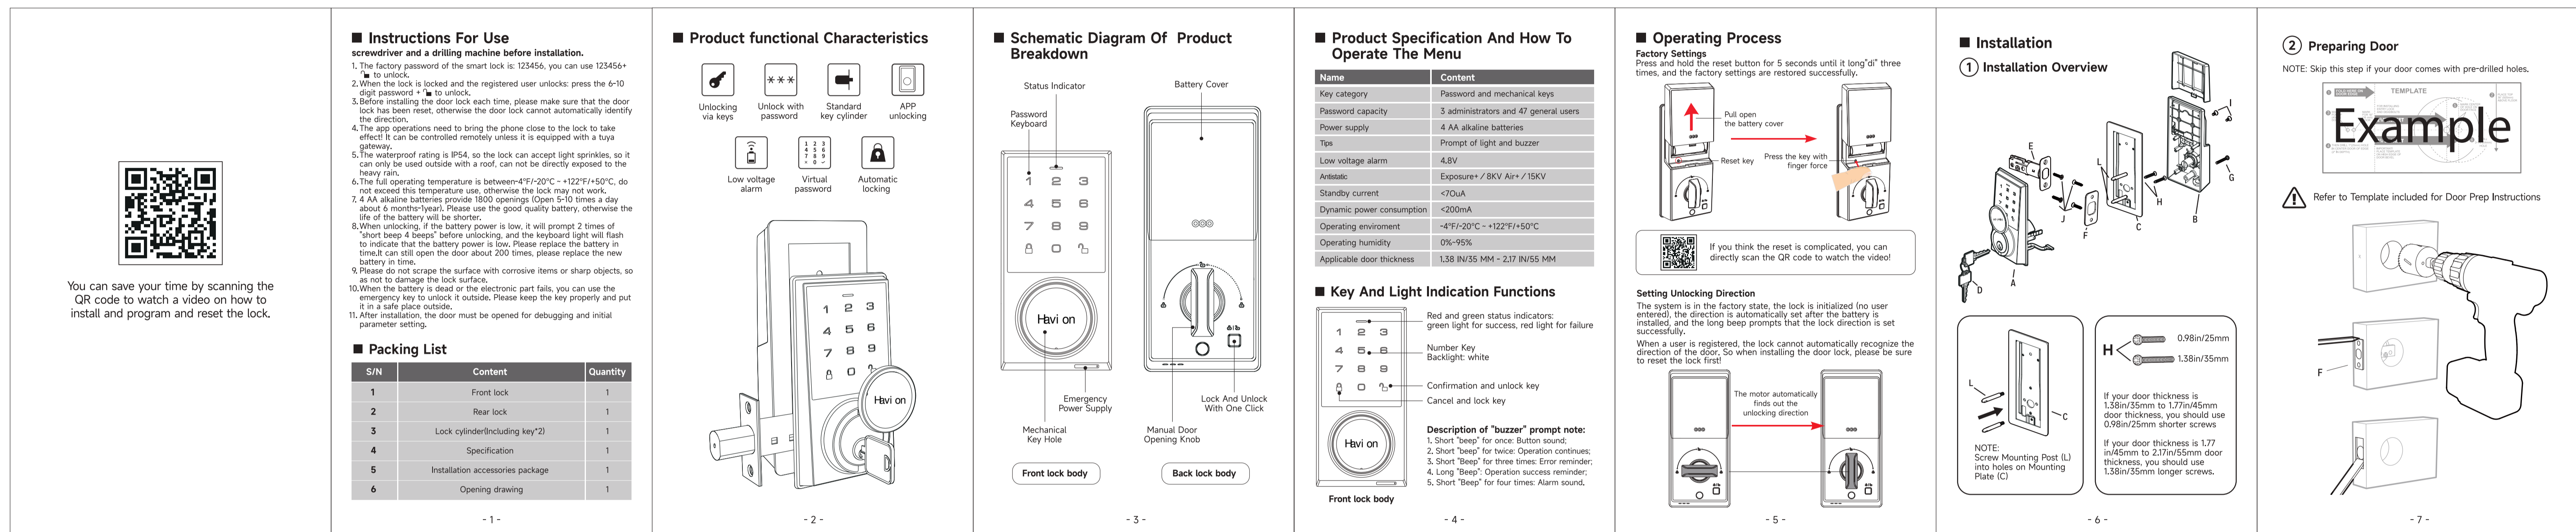 You can save your time by scanning the
QR code to watch a video on how to
install and program and reset the lock.
Instructions For Use
screwdriver and a drilling machine before installation.
1. The factory password of the smart lock is: 123456, you can use 123456+
to unlock.
2. When the lock is locked and the registered user unlocks: press the 6-10
digit password + to unlock.
3. Before installing the door lock each time, please make sure that the door
lock has been reset, otherwise the door lock cannot automatically identify
the direction.
4. The app operations need to bring the phone close to the lock to take
effect! It can be controlled remotely unless it is equipped with a tuya
gateway.
5. The waterproof rating is IP54, so the lock can accept light sprinkles, so it
can only be used outside with a roof, can not be directly exposed to the
heavy rain.
6. The full operating temperature is between-4°F/-20°C - +122°F/+50°C, do
not exceed this temperature use, otherwise the lock may not work.
7. 4 AA alkaline batteries provide 1800 openings (Open 5-10 times a day
about 6 months-1year). Please use the good quality battery, otherwise the
life of the battery will be shorter.
8. When unlocking, if the battery power is low, it will prompt 2 times of
"short beep 4 beeps" before unlocking, and the keyboard light will flash
to indicate that the battery power is low. Please replace the battery in
time.It can still open the door about 200 times, please replace the new
battery in time.
9. Please do not scrape the surface with corrosive items or sharp objects, so
as not to damage the lock surface.
10. When the battery is dead or the electronic part fails, you can use the
emergency key to unlock it outside. Please keep the key properly and put
it in a safe place outside.
11. After installation, the door must be opened for debugging and initial
parameter setting.
Packing List
S/N Content Quantity
1 Front lock 1
2 Rear lock 1
3 Lock cylinder(Including key*2) 1
4 Specification 1
5 Installation accessories package 1
6 Opening drawing 1
- 1 -
Product functional Characteristics
Unlocking
via keys
Unlock with
password
Standard
key cylinder
APP
unlocking
Low voltage
alarm
Virtual
password
Automatic
locking
1 2 3
4 5 6
7 8 9
0
Havi on
- 2 -
Schematic Diagram Of Product
Breakdown
Status Indicator
Password
Keyboard
Battery Cover
1 2 3
4 5 6
7 8 9
0
Havi on
Emergency
Power Supply
Lock And Unlock
With One Click
Mechanical
Key Hole
Manual Door
Opening Knob
Front lock body
Back lock body
- 3 -
Product Specification And How To
Operate The Menu
Name Content
Key category Password and mechanical keys
Password capacity 3 administrators and 47 general users
Power supply 4 AA alkaline batteries
Tips Prompt of light and buzzer
Low voltage alarm 4.8V
Antistatic Exposure+ / 8KV Air+ / 15KV
Standby current <70uA
Dynamic power consumption <200mA
Operating enviroment -4°F/-20°C - +122°F/+50°C
Operating humidity 0%~95%
Applicable door thickness 1.38 IN/35 MM - 2.17 IN/55 MM
Key And Light Indication Functions
Red and green status indicators:
green light for success, red light for failure
1 2 3
4 5 6
7 8 9
0
Number Key
Backlight: white
Confirmation and unlock key
Cancel and lock key
Havi on
Description of "buzzer" prompt note:
1. Short "beep" for once: Button sound;
2. Short "beep" for twice: Operation continues;
3. Short "Beep" for three times: Error reminder;
4. Long "Beep": Operation success reminder;
5. Short "Beep" for four times: Alarm sound.
Front lock body
- 4 -
Operating Process
Factory Settings
Press and hold the reset button for 5 seconds until it long"di" three
times, and the factory settings are restored successfully.
Pull open
the battery cover
Reset key
Press the key with
finger force
If you think the reset is complicated, you can
directly scan the QR code to watch the video!
Setting Unlocking Direction
The system is in the factory state, the lock is initialized (no user
entered), the direction is automatically set after the battery is
installed, and the long beep prompts that the lock direction is set
successfully.
When a user is registered, the lock cannot automatically recognize the
direction of the door. So when installing the door lock, please be sure
to reset the lock first!
The motor automatically
finds out the
unlocking direction
- 5 -
Installation
1 Installation Overview
E
L
I
G
H
J
B
F
C
D
A
L
C
NOTE:
Screw Mounting Post (L)
into holes on Mounting
Plate (C)
H
0.98in/25mm
1.38in/35mm
If your door thickness is
1.38in/35mm to 1.77in/45mm
door thickness, you should use
0.98in/25mm shorter screws
If your door thickness is 1.77
in/45mm to 2.17in/55mm door
thickness, you should use
1.38in/35mm longer screws.
- 6 -
2 Preparing Door
NOTE: Skip this step if your door comes with pre-drilled holes.
TEMPLATE
Example
Refer to Template included for Door Prep Instructions
F
- 7 -